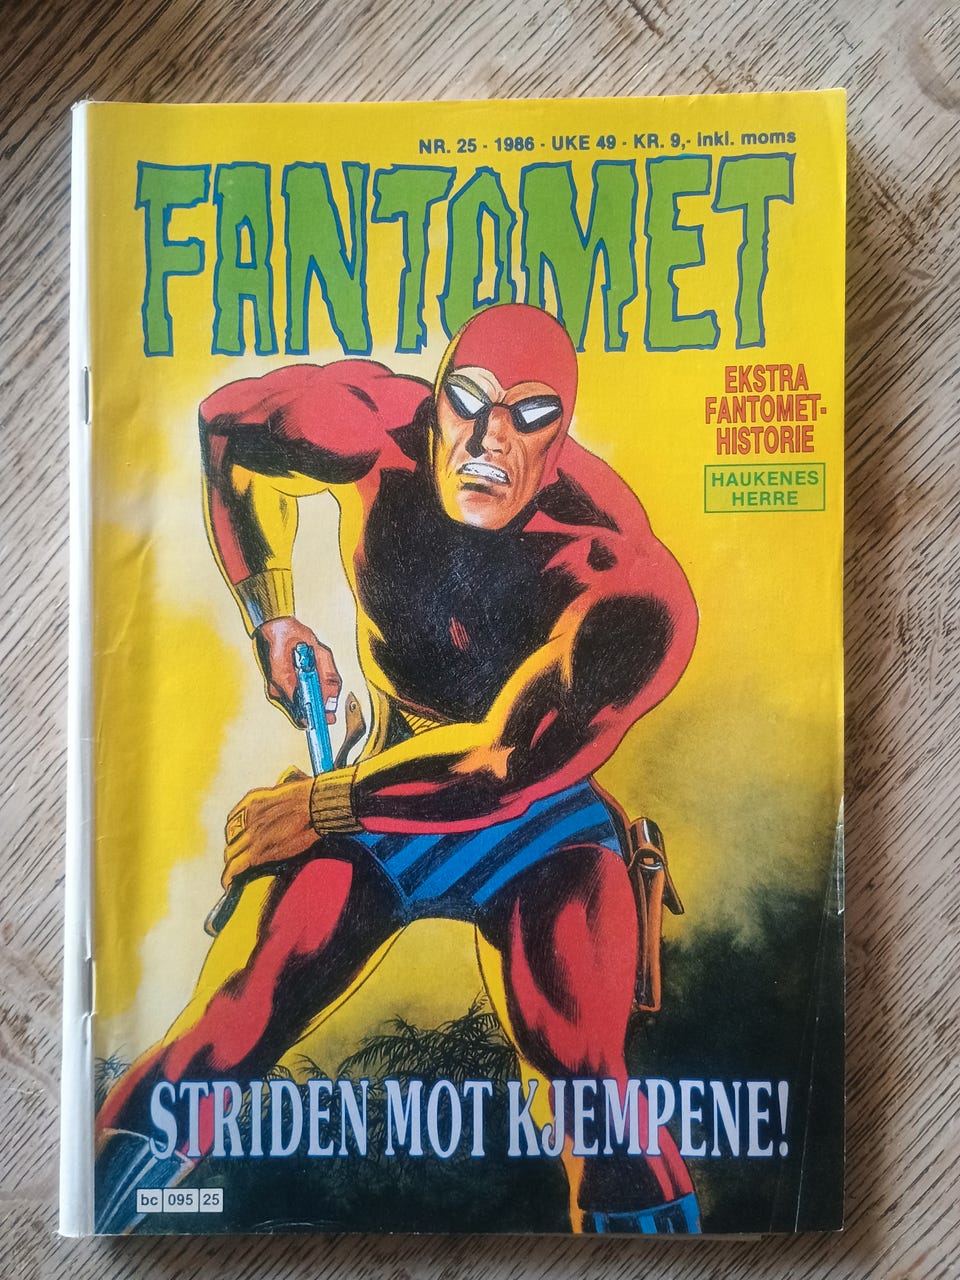 NR. 25 - 1986 - UKE 49 - KR. 9,- inkl. moms
FANTOMET
EKSTRA
FANTOMET-
HISTORIE
HAUKENES
HERRE
STRIDEN MOT KJEMPENE!
bc 095 25